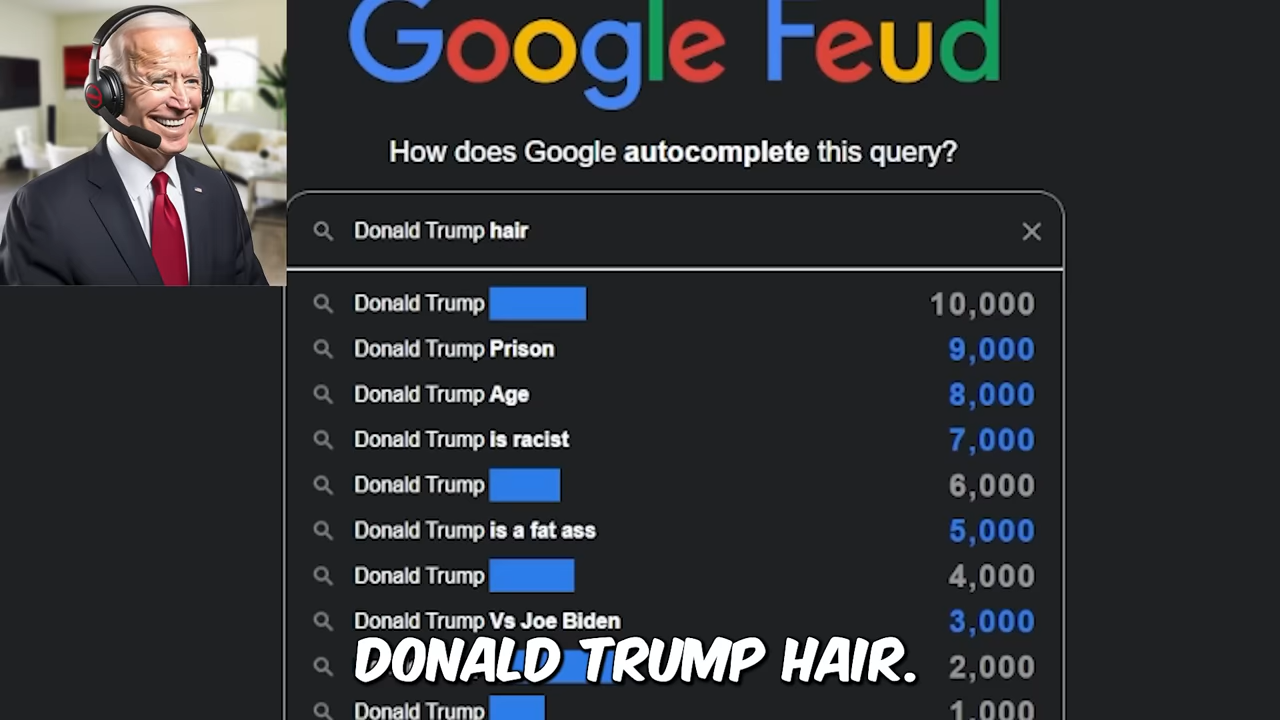 Google Feud
How does Google autocomplete this query?
Donald Trump hair
Donald Trump 10,000
Donald Trump Prison 9,000
Donald Trump Age 8,000
Donald Trump is racist 7,000
Donald Trump 6,000
Donald Trump is a fat ass 5,000
Donald Trump 4,000
Donald Trump Vs Joe Biden 3,000
DONALD TRUMP HAIR.
2,000
Donald Trump 1,000